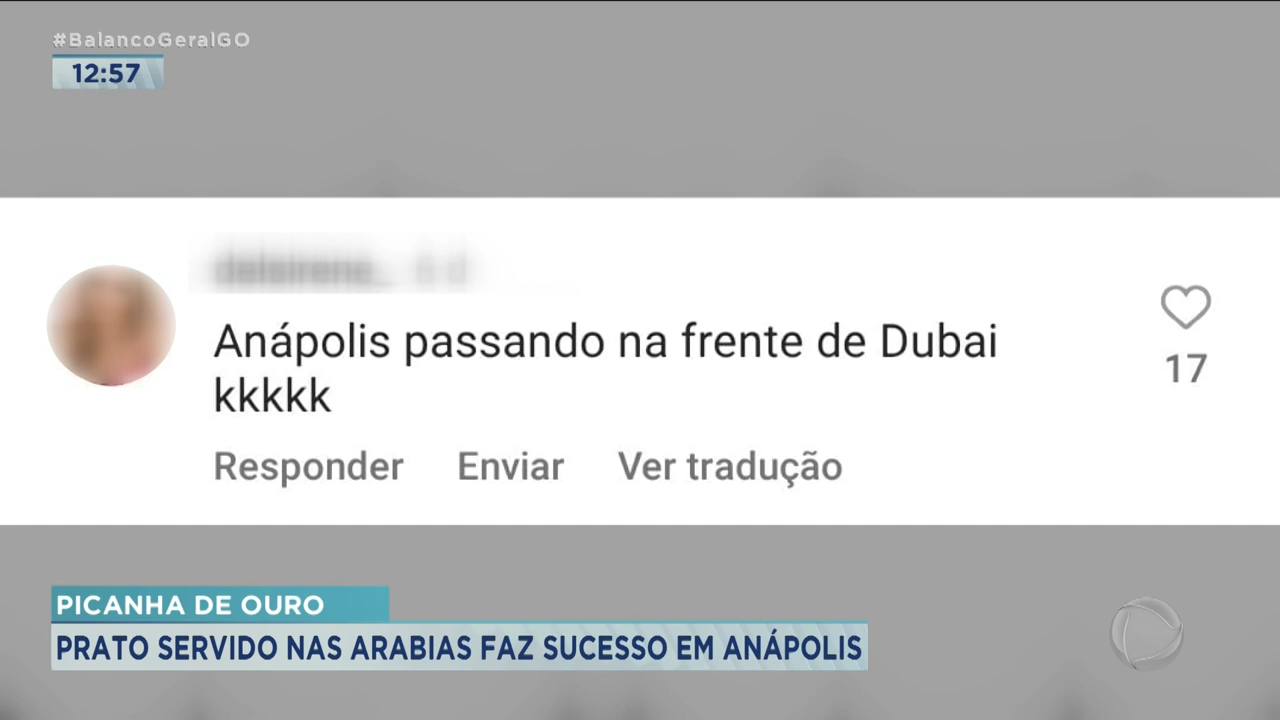 #BalancoGeralGO
12:57
Anápolis passando na frente de Dubai
kkkkk
17
Responder Enviar Ver tradução
PICANHA DE OURO
PRATO SERVIDO NAS ARABIAS FAZ SUCESSO EM ANÁPOLIS